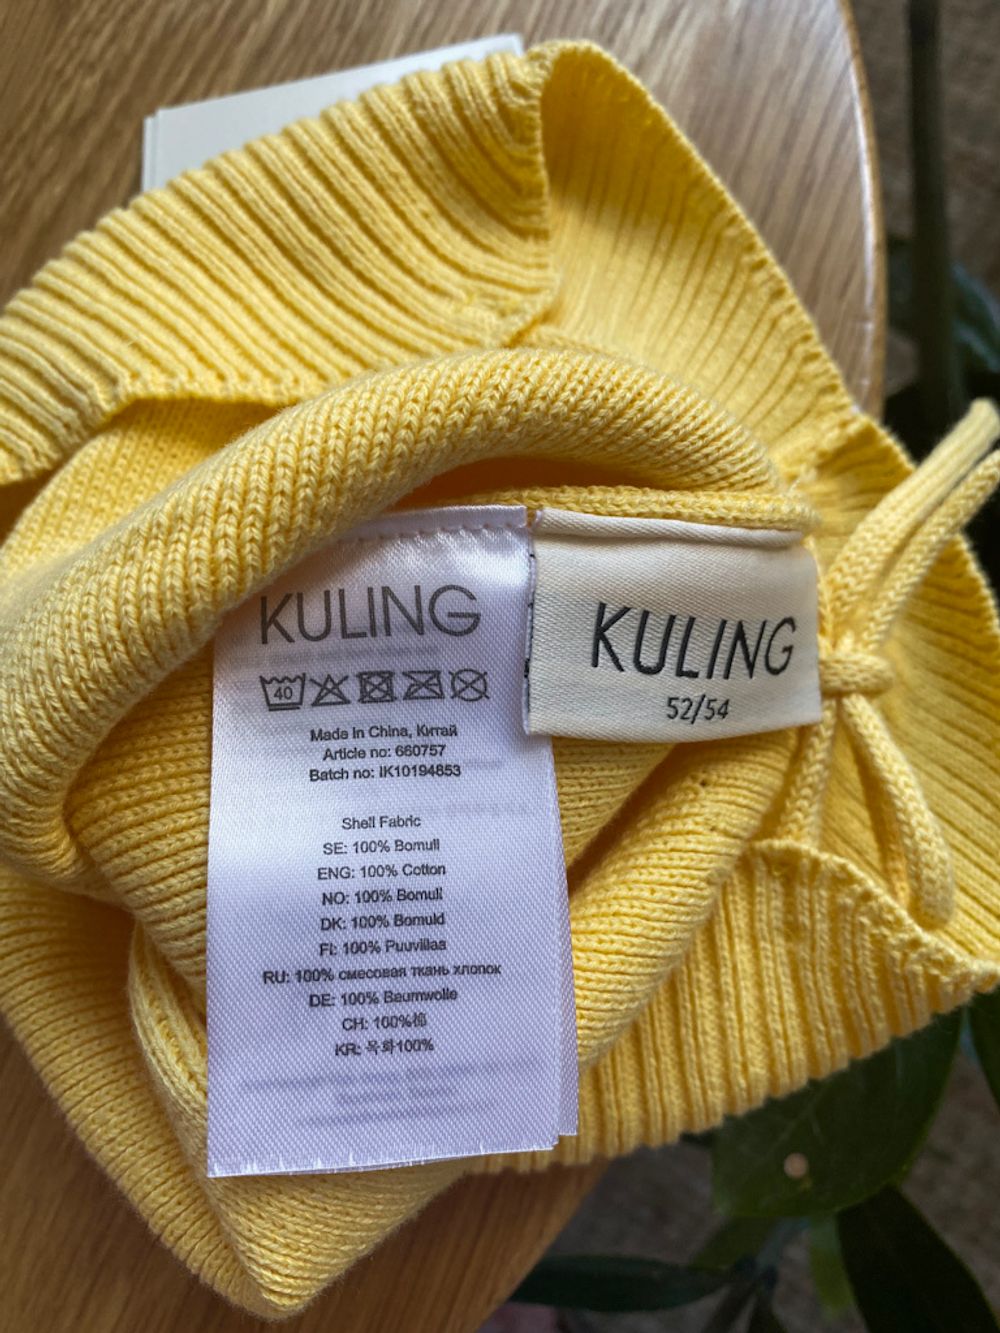 KULING
40
Made in China, Китай
Article no: 660757
Batch no: IK10194853
Shell Fabric
SE: 100% Bomull
ENG: 100% Cotton
NO: 100% Bomull
DK: 100% Bomuld
FI: 100% Puuvillaa
RU: 100% смесовая ткань хлопок
DE: 100% Baumwolle
CH: 100%棉
KR: 목화100%
KULING
52/54